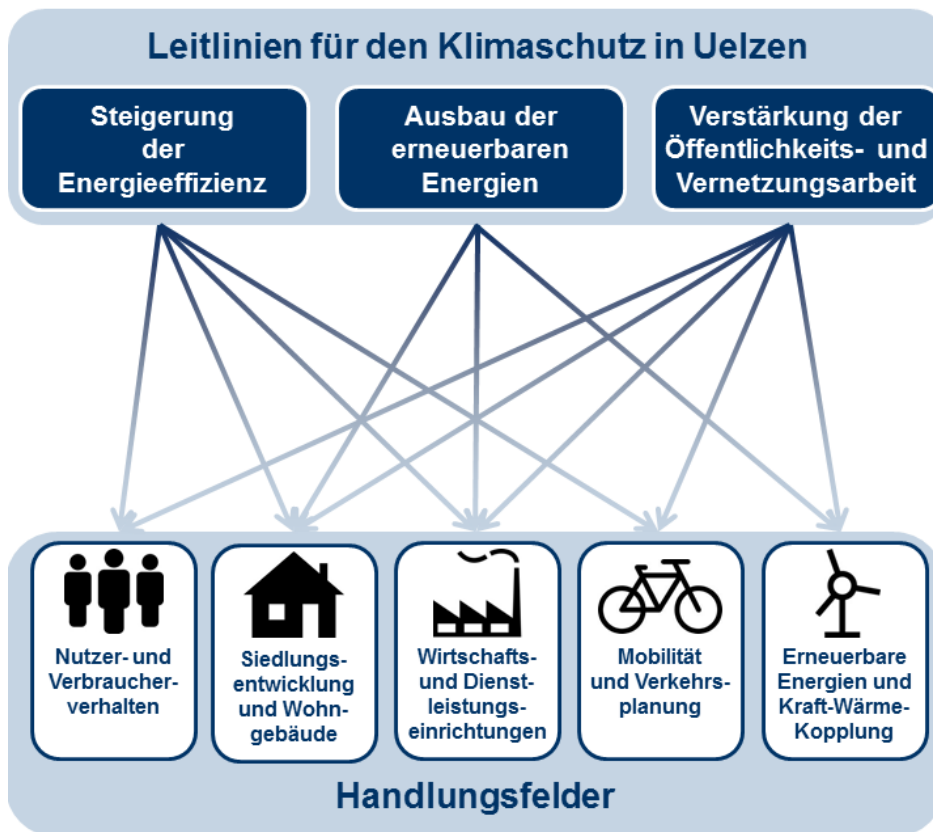 Leitlinien für den Klimaschutz in Uelzen
Steigerung
der
Energieeffizienz
Ausbau der
erneuerbaren
Energien
Verstärkung der
Öffentlichkeits- und
Vernetzungsarbeit
Nutzer- und
Verbraucher-
verhalten
Siedlungs-
entwicklung
und Wohn-
gebäude
Wirtschafts-
und Dienst-
leistungs-
einrichtungen
Mobilität
und Verkehrs-
planung
Erneuerbare
Energien und
Kraft-Wärme-
Kopplung
Handlungsfelder